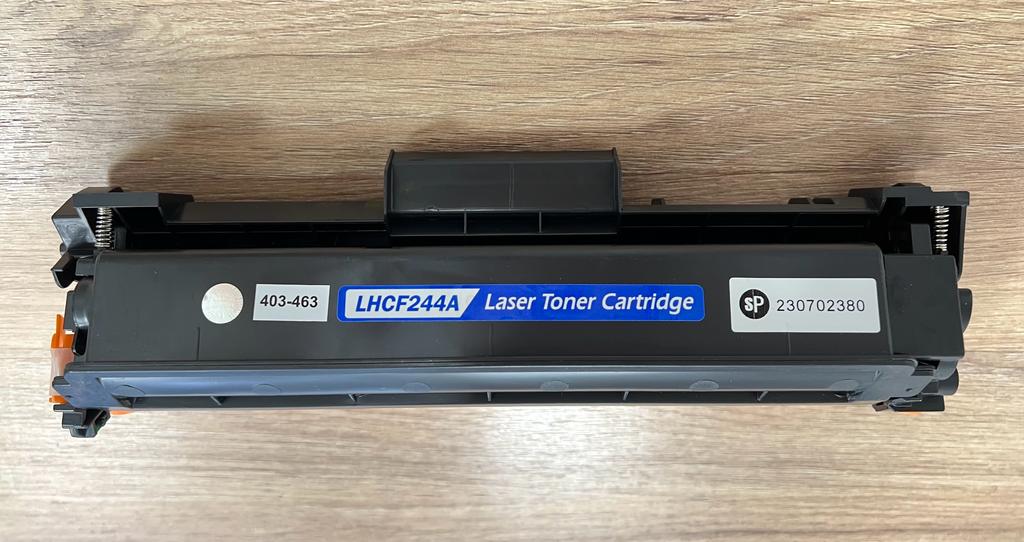 403-463
LHCF244A Laser Toner Cartridge
SP 230702380